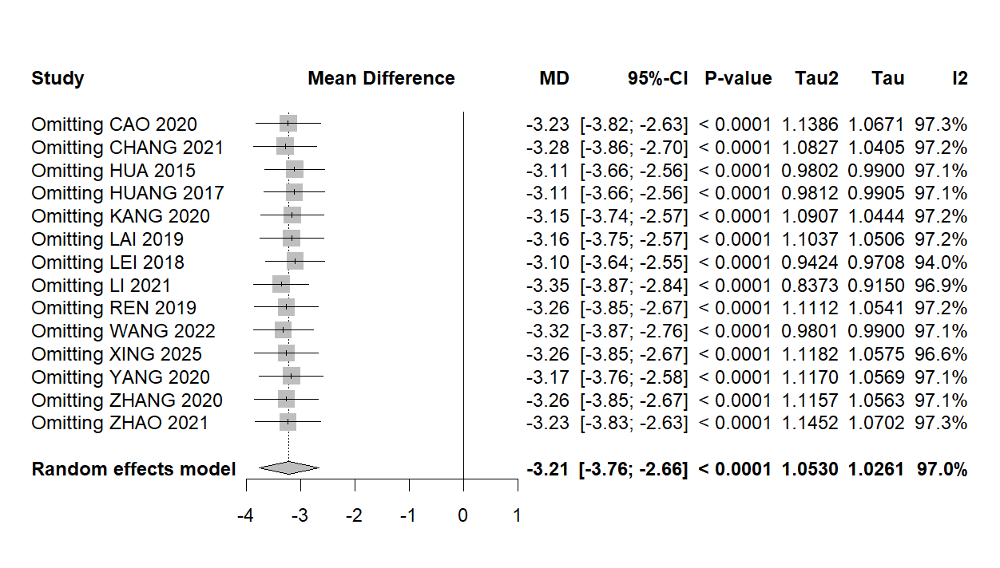 Study Mean Difference MD 95%-CI P-value Tau2 Tau I2
Omitting CAO 2020 -3.23 [-3.82; -2.63] < 0.0001 1.1386 1.0671 97.3%
Omitting CHANG 2021 -3.28 [-3.86; -2.70] < 0.0001 1.0827 1.0405 97.2%
Omitting HUA 2015 -3.11 [-3.66; -2.56] < 0.0001 0.9802 0.9900 97.1%
Omitting HUANG 2017 -3.11 [-3.66; -2.56] < 0.0001 0.9812 0.9905 97.1%
Omitting KANG 2020 -3.15 [-3.74; -2.57] < 0.0001 1.0907 1.0444 97.2%
Omitting LAI 2019 -3.16 [-3.75; -2.57] < 0.0001 1.1037 1.0506 97.2%
Omitting LEI 2018 -3.10 [-3.64; -2.55] < 0.0001 0.9424 0.9708 94.0%
Omitting LI 2021 -3.35 [-3.87; -2.84] < 0.0001 0.8373 0.9150 96.9%
Omitting REN 2019 -3.26 [-3.85; -2.67] < 0.0001 1.1112 1.0541 97.2%
Omitting WANG 2022 -3.32 [-3.87; -2.76] < 0.0001 0.9801 0.9900 97.1%
Omitting XING 2025 -3.26 [-3.85; -2.67] < 0.0001 1.1182 1.0575 96.6%
Omitting YANG 2020 -3.17 [-3.76; -2.58] < 0.0001 1.1170 1.0569 97.1%
Omitting ZHANG 2020 -3.26 [-3.85; -2.67] < 0.0001 1.1157 1.0563 97.1%
Omitting ZHAO 2021 -3.23 [-3.83; -2.63] < 0.0001 1.1452 1.0702 97.3%
Random effects model -3.21 [-3.76; -2.66] < 0.0001 1.0530 1.0261 97.0%
-4 -3 -2 -1 0 1